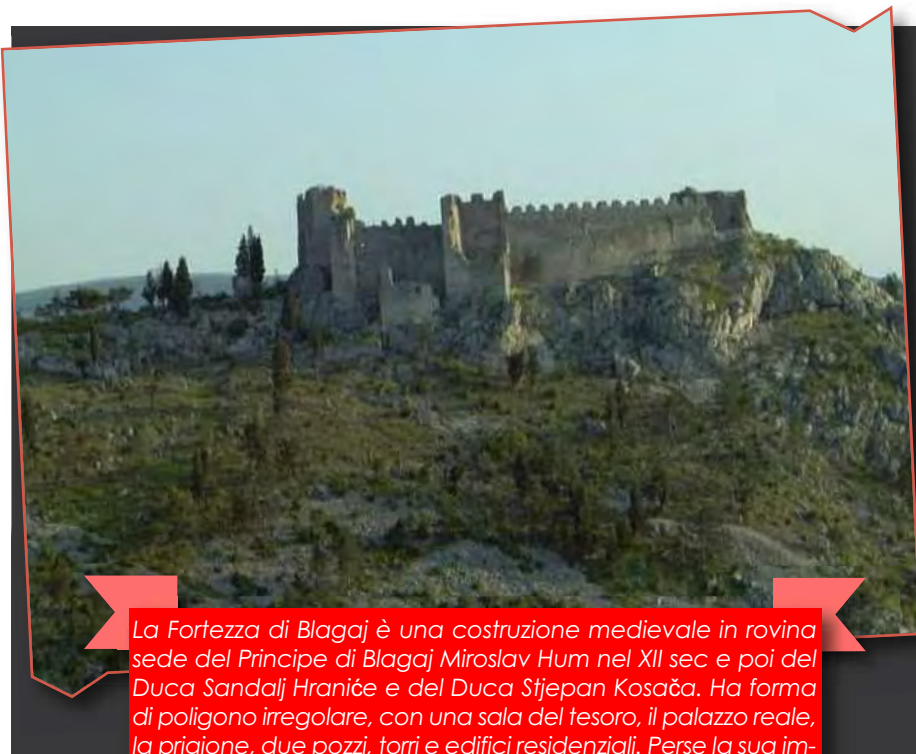 La Fortezza di Blagaj è una costruzione medievale in rovina
sede del Principe di Blagaj Miroslav Hum nel XII sec e poi del
Duca Sandalj Hraniće e del Duca Stjepan Kosača. Ha forma
di poligono irregolare, con una sala del tesoro, il palazzo reale,
la prigione, due pozzi, torri e edifici residenziali. Perse la sua im-